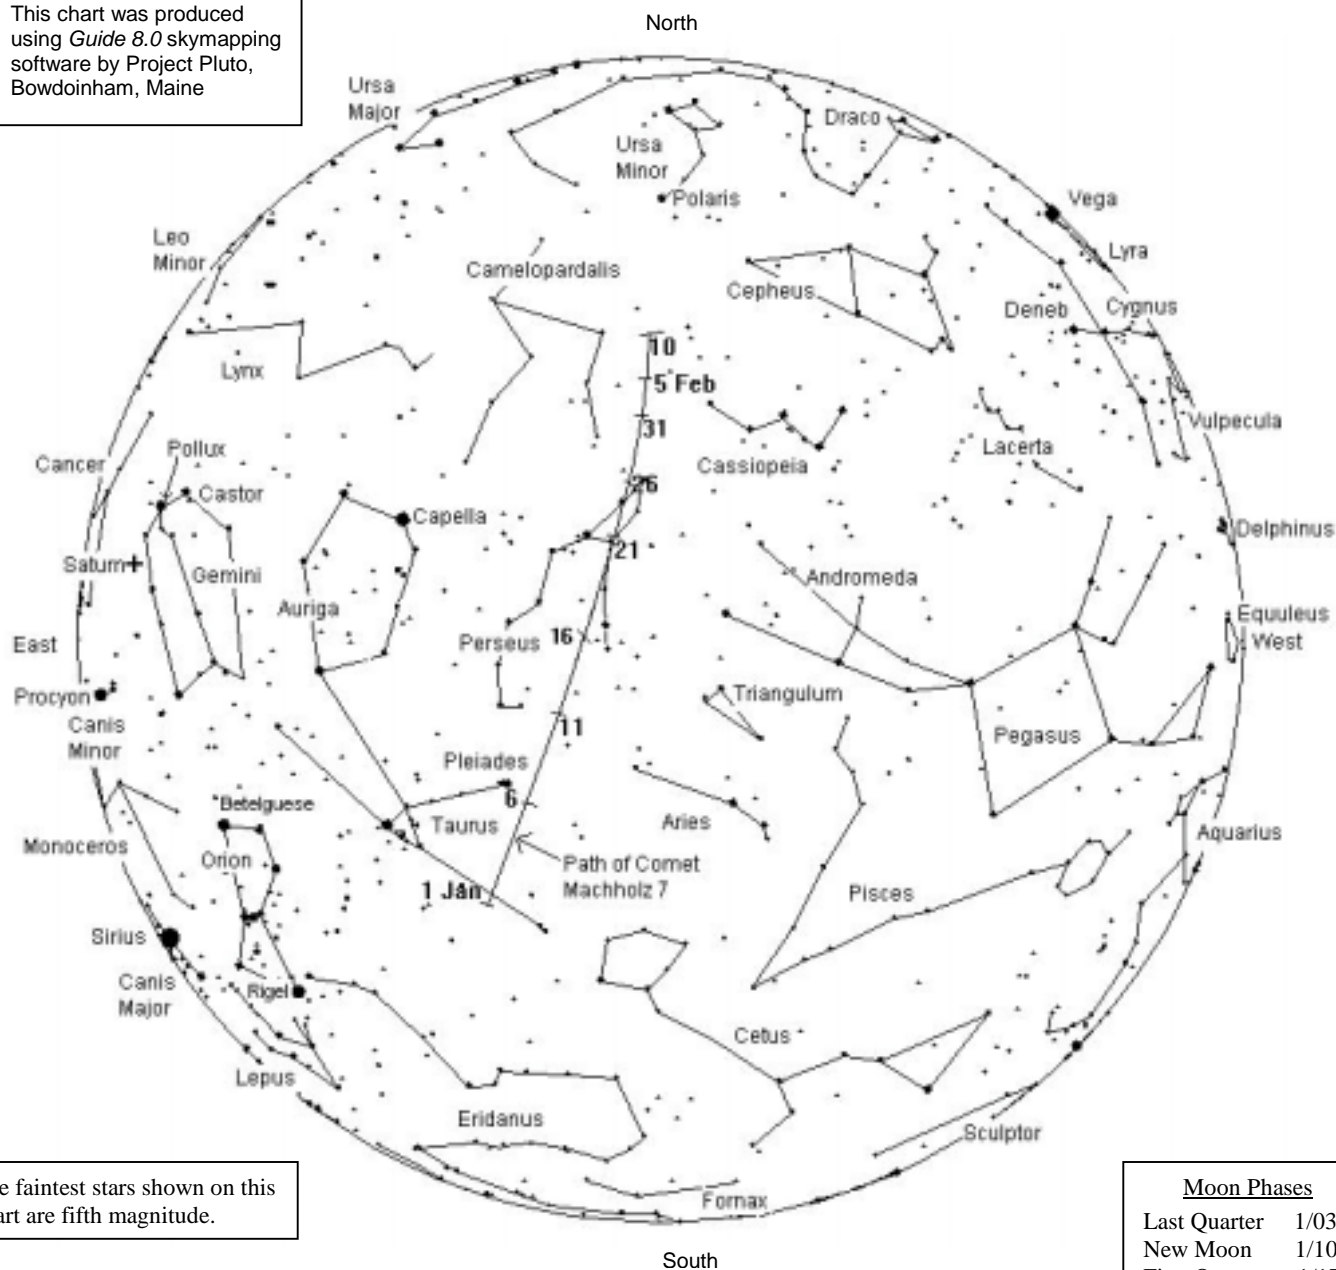 This chart was produced
using Guide 8.0 skymapping
software by Project Pluto,
Bowdoinham, Maine
North
Ursa
Major
Draco
Ursa
Minor
Polaris
Vega
Leo
Minor
Lyra
Camelopardalis
Cepheus
Deneb
Cygnus
10
Lynx
5 Feb
31
Vulpecula
Pollux
Cassiopeia
Lacerta
Cancer
26
Castor
Capella
Delphinus
21
Saturn
Gemini
Andromeda
Auriga
Equuleus
East
Perseus
16
West
Procyon
Triangulum
Canis
Minor
11
Pegasus
Pleiades
6
Betelguese
Taurus
Aries
Monoceros
Aquarius
Orion
Path of Comet
Machholz 7
1 Jan
Pisces
Sirius
Canis
Major
Rigel
Cetus
Lepus
Eridanus
Sculptor
faintest stars shown on this
are fifth magnitude.
Fornax
Moon Phases
Last Quarter 1/03
New Moon 1/10
South